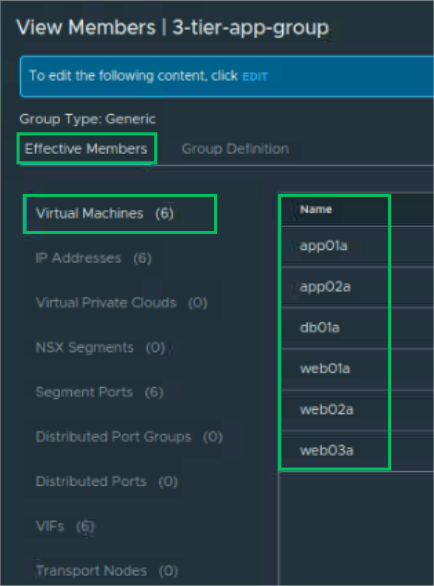 View Members | 3-tier-app-group
To edit the following content, click EDIT
Group Type: Generic
Effective Members Group Definition
Virtual Machines (6)
IP Addresses (6)
Virtual Private Clouds (0)
NSX Segments (0)
Segment Ports (6)
Distributed Port Groups (0)
Distributed Ports (0)
VIFs (6)
Transport Nodes (0)
Name
app01a
app02a
db01a
web01a
web02a
web03a